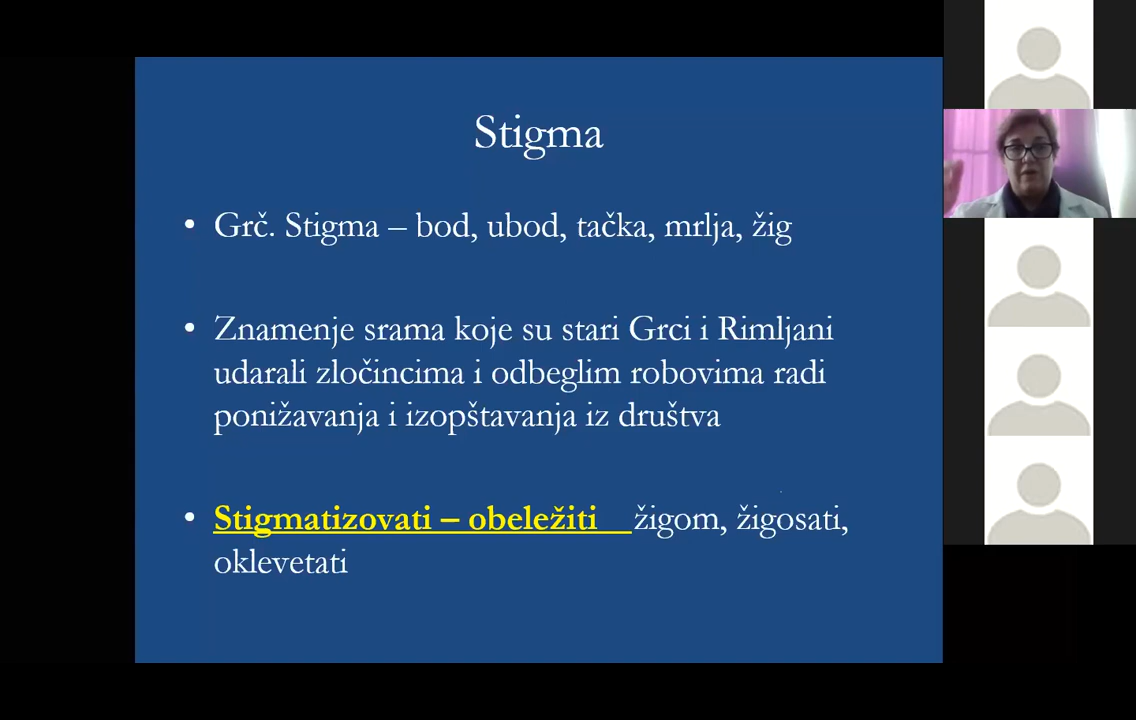 Stigma
• Grč. Stigma – bod, ubod, tačka, mrlja, žig
• Znamenje srama koje su stari Grci i Rimljani
udarali zločincima i odbeglim robovima radi
ponižavanja i izopštavanja iz društva
• Stigmatizovati – obeležiti žigom, žigosati,
oklevetati